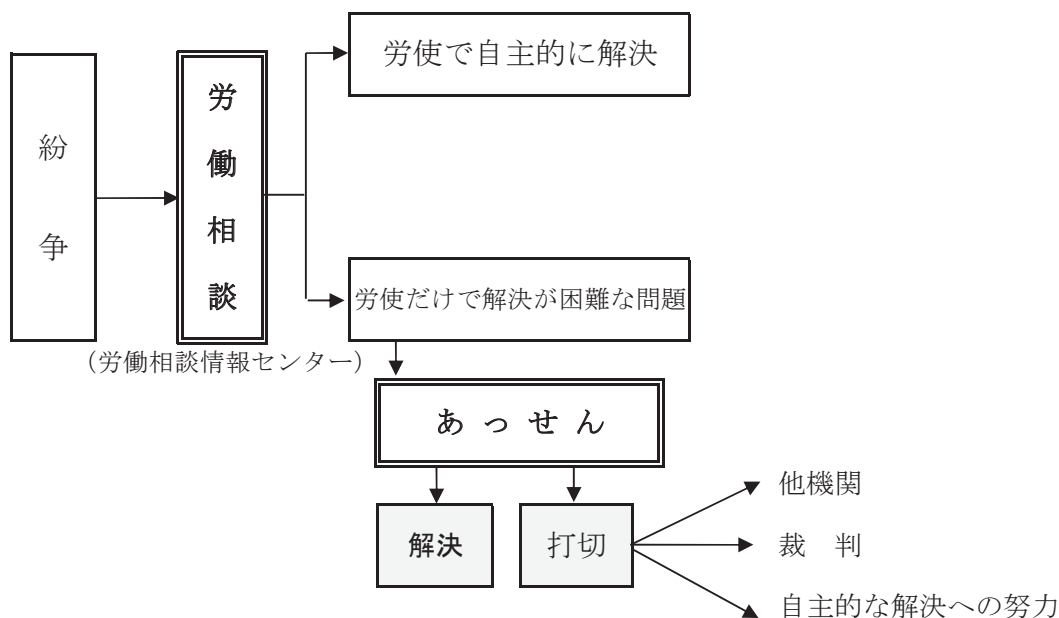 紛争
労働相談
(労働相談情報センター)
労使で自主的に解決
労使だけで解決が困難な問題
あっせん
解決
打切
他機関
裁　判
自主的な解決への努力